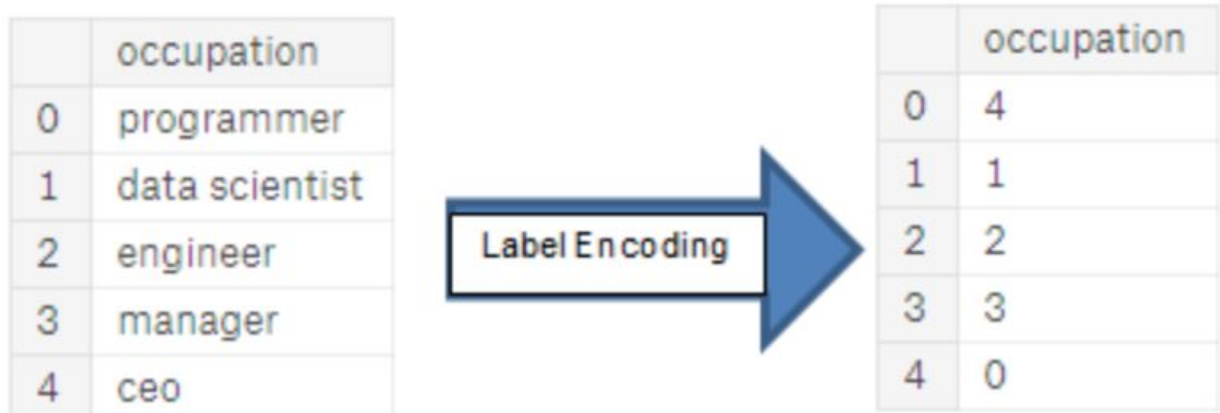 occupation
0 programmer
1 data scientist
2 engineer
3 manager
4 ceo
Label Encoding
occupation
0 4
1 1
2 2
3 3
4 0